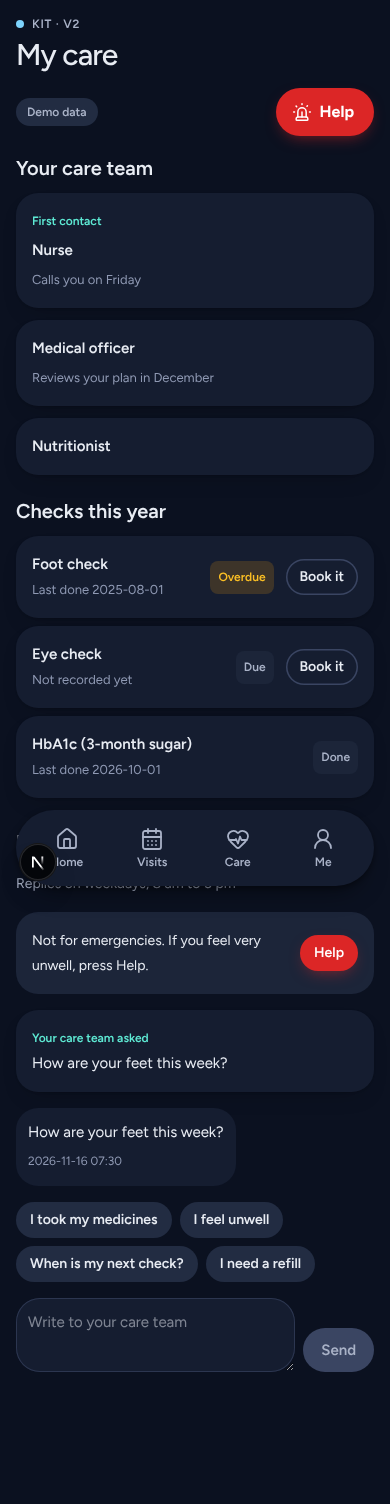 KIT · V2
My care
Demo data
Help
Your care team
First contact
Nurse
Calls you on Friday
Medical officer
Reviews your plan in December
Nutritionist
Checks this year
Foot check
Last done 2025-08-01
Overdue
Book it
Eye check
Not recorded yet
Due
Book it
HbA1c (3-month sugar)
Last done 2026-10-01
Done
N
Visits
Care
Me
Not for emergencies. If you feel very
unwell, press Help.
Help
Your care team asked
How are your feet this week?
How are your feet this week?
2026-11-16 07:30
I took my medicines
I feel unwell
When is my next check?
I need a refill
Write to your care team
Send